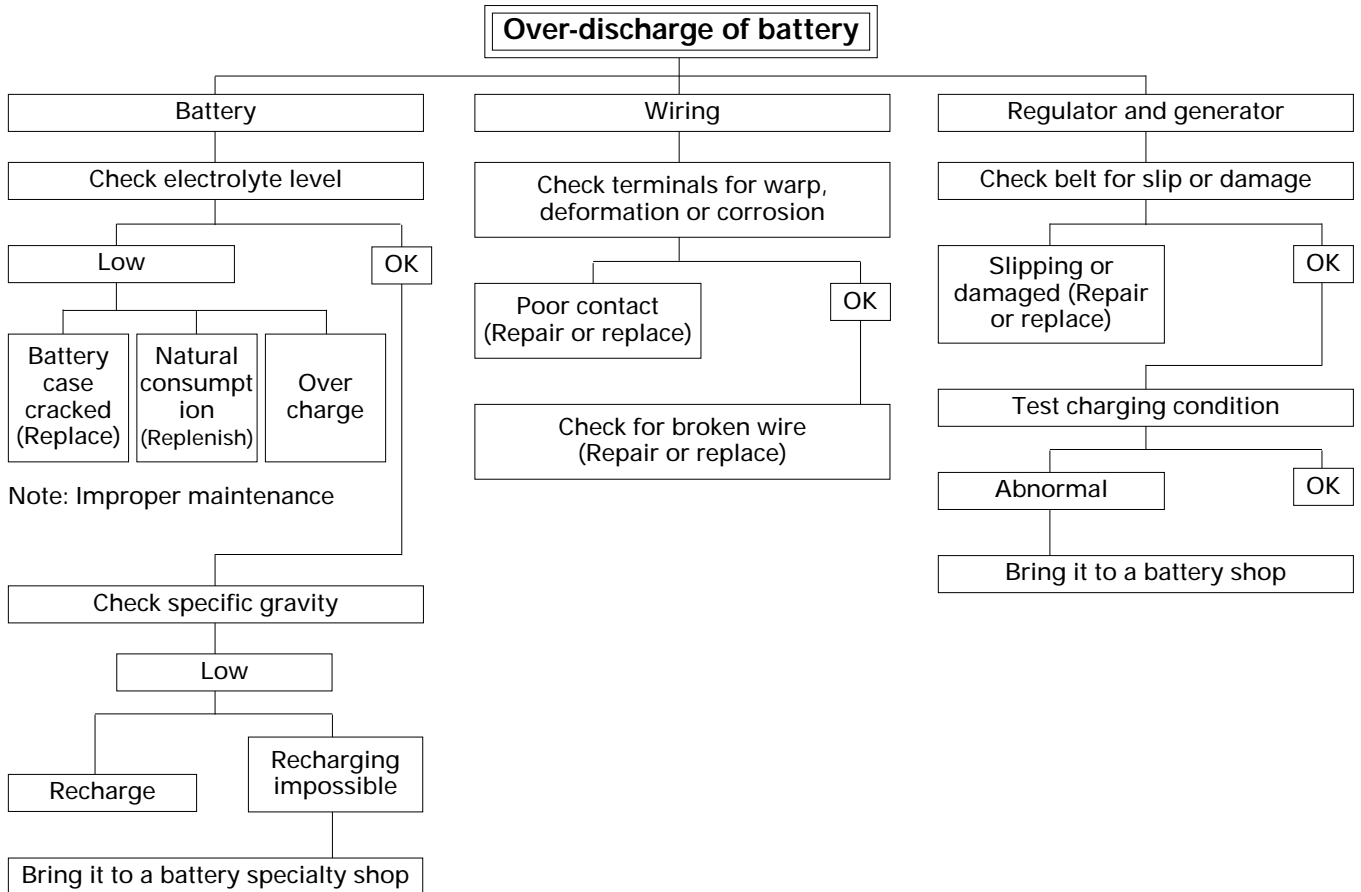 Over-discharge of battery
Battery
Check electrolyte level
Low
OK
Battery
case
cracked
(Replace)
Natural
consumpt
ion
(Replenish)
Over
charge
Note: Improper maintenance
Check specific gravity
Low
Recharge
Recharging
impossible
Bring it to a battery specialty shop
Wiring
Check terminals for warp,
deformation or corrosion
Poor contact
(Repair or replace)
OK
Check for broken wire
(Repair or replace)
Regulator and generator
Check belt for slip or damage
Slipping or
damaged (Repair
or replace)
OK
Test charging condition
Abnormal
OK
Bring it to a battery shop